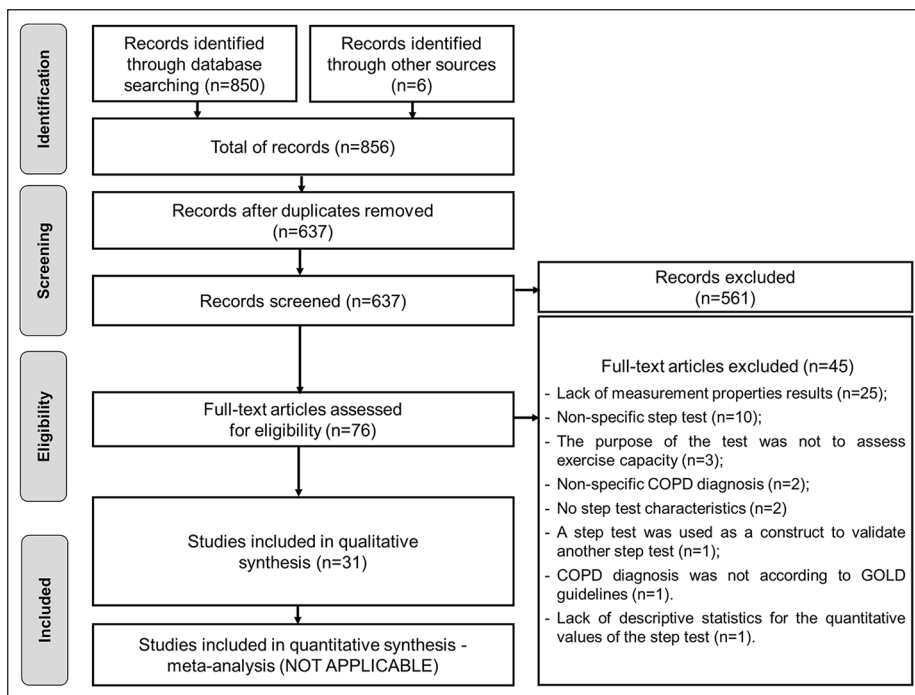 Identification
Records identified
through database
searching (n=850)
Records identified
through other sources
(n=6)
Total of records (n=856)
Screening
Records after duplicates removed
(n=637)
Records screened (n=637)
Records excluded
(n=561)
Eligibility
Full-text articles assessed
for eligibility (n=76)
Full-text articles excluded (n=45)
- Lack of measurement properties results (n=25);
- Non-specific step test (n=10);
- The purpose of the test was not to assess
exercise capacity (n=3);
- Non-specific COPD diagnosis (n=2);
- No step test characteristics (n=2)
- A step test was used as a construct to validate
another step test (n=1);
- COPD diagnosis was not according to GOLD
guidelines (n=1).
- Lack of descriptive statistics for the quantitative
values of the step test (n=1).
Included
Studies included in qualitative
synthesis (n=31)
Studies included in quantitative synthesis -
meta-analysis (NOT APPLICABLE)